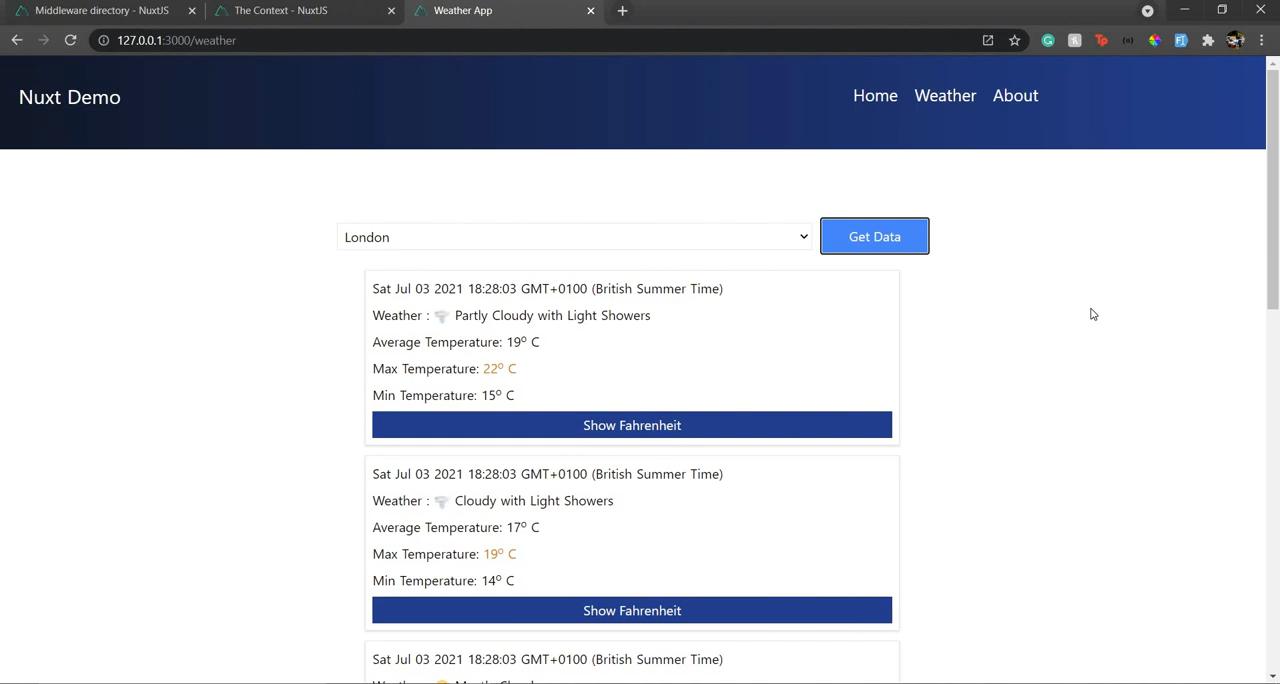 Middleware directory - NuxtJS
The Context - NuxtJS
Weather App
127.0.0.1:3000/weather
Nuxt Demo
Home
Weather
About
London
Get Data
Sat Jul 03 2021 18:28:03 GMT+0100 (British Summer Time)
Weather : Partly Cloudy with Light Showers
Average Temperature: 19° C
Max Temperature: 22° C
Min Temperature: 15° C
Show Fahrenheit
Sat Jul 03 2021 18:28:03 GMT+0100 (British Summer Time)
Weather : Cloudy with Light Showers
Average Temperature: 17° C
Max Temperature: 19° C
Min Temperature: 14° C
Show Fahrenheit
Sat Jul 03 2021 18:28:03 GMT+0100 (British Summer Time)